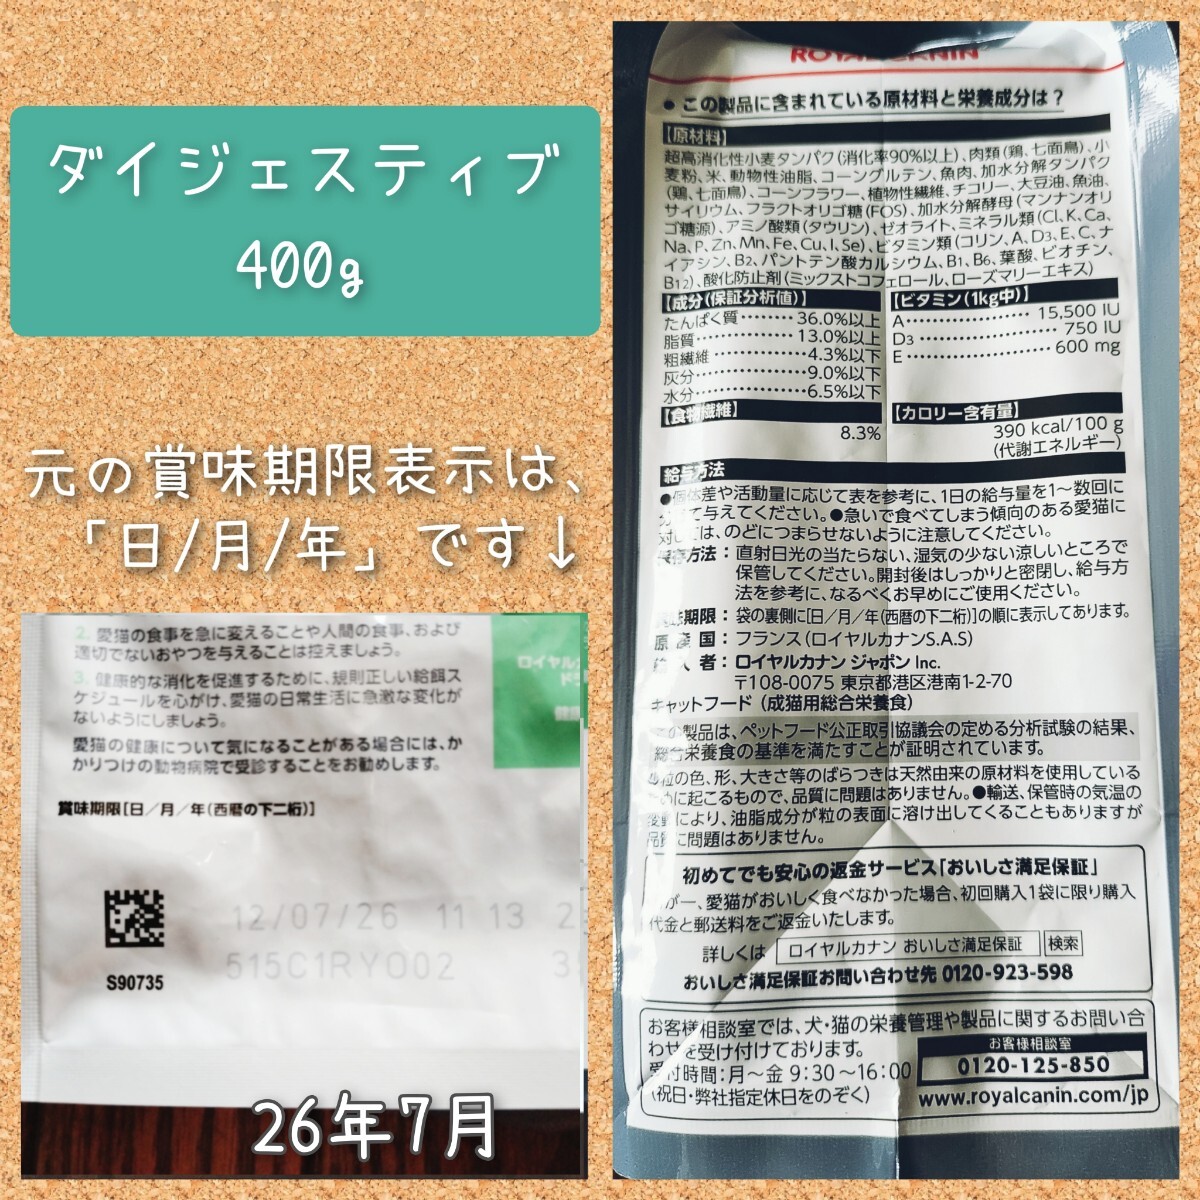 ダイジェスティブ
400g
元の賞味期限表示は、
「日/月/年」です↓
2. 愛猫の食事を急に変えることや人間の食事、および
適切でないおやつを与えることは控えましょう。
3. 健康的な消化を促進するために、規則正しい給餌ス
ケジュールを心がけ、愛猫の日常生活に急激な変化が
ないようにしましょう。
愛猫の健康について気になることがある場合には、か
かりつけの動物病院で受診することをお勧めします。
賞味期限[日/月/年(西暦の下二桁)]
12/07/26 11 13 2
515C1RY002 3
S90735
26年7月
ROYAL CANIN
● この製品に含まれている原材料と栄養成分は?
【原材料】
超高消化性小麦タンパク(消化率90%以上)、肉類(鶏、七面鳥)、小
麦粉、米、動物性油脂、コーングルテン、魚肉、加水分解タンパク
(鶏、七面鳥)、コーンフラワー、植物性繊維、チコリー、大豆油、魚油、
サイリウム、フラクトオリゴ糖(FOS)、加水分解酵母(マンナンオリ
ゴ糖源)、アミノ酸類(タウリン)、ゼオライト、ミネラル類(Cl、K、Ca、
Na、P、Zn、Mn、Fe、Cu、I、Se)、ビタミン類(コリン、A、D3、E、C、ナ
イアシン、B2、パントテン酸カルシウム、B1、B6、葉酸、ビオチン、
B12)、酸化防止剤(ミックストコフェロール、ローズマリーエキス)
【成分(保証分析値)】
たんぱく質········36.0%以上
脂質··············13.0%以上
粗繊維············4.3%以下
灰分··············9.0%以下
水分··············6.5%以下
【ビタミン(1kg中)】
A··················15,500 IU
D3·················750 IU
E··················600 mg
【食物繊維】
8.3%
【カロリー含有量】
390 kcal/100 g
(代謝エネルギー)
給与方法
●個体差や活動量に応じて表を参考に、1日の給与量を1~数回に
分けて与えてください。●急いで食べてしまう傾向のある愛猫に
対しては、のどにつまらせないように注意してください。
保存方法:直射日光の当たらない、湿気の少ない涼しいところで
保管してください。開封後はしっかりと密閉し、給与方
法を参考に、なるべくお早めにご使用ください。
賞味期限:袋の裏側に[日/月/年(西暦の下二桁)]の順に表示してあります。
原産国:フランス(ロイヤルカナンS.A.S)
輸入者:ロイヤルカナン ジャポン Inc.
〒108-0075 東京都港区港南1-2-70
キャットフード(成猫用総合栄養食)
この製品は、ペットフード公正取引協議会の定める分析試験の結果、
総合栄養食の基準を満たすことが証明されています。
粒の色、形、大きさ等のばらつきは天然由来の原材料を使用している
ために起こるもので、品質に問題はありません。●輸送、保管時の気温の
変動により、油脂成分が粒の表面に溶け出してくることもありますが
品質に問題はありません。
初めてでも安心の返金サービス「おいしさ満足保証」
万が一、愛猫がおいしく食べなかった場合、初回購入1袋に限り購入
代金と郵送料をご返金いたします。
詳しくは ロイヤルカナン おいしさ満足保証 検索
おいしさ満足保証お問い合わせ先 0120-923-598
お客様相談室では、犬・猫の栄養管理や製品に関するお問い合
わせを受け付けております。
受付時間:月~金 9:30~16:00
(祝日・弊社指定休日をのぞく)
お客様相談室
0120-125-850
www.royalcanin.com/jp